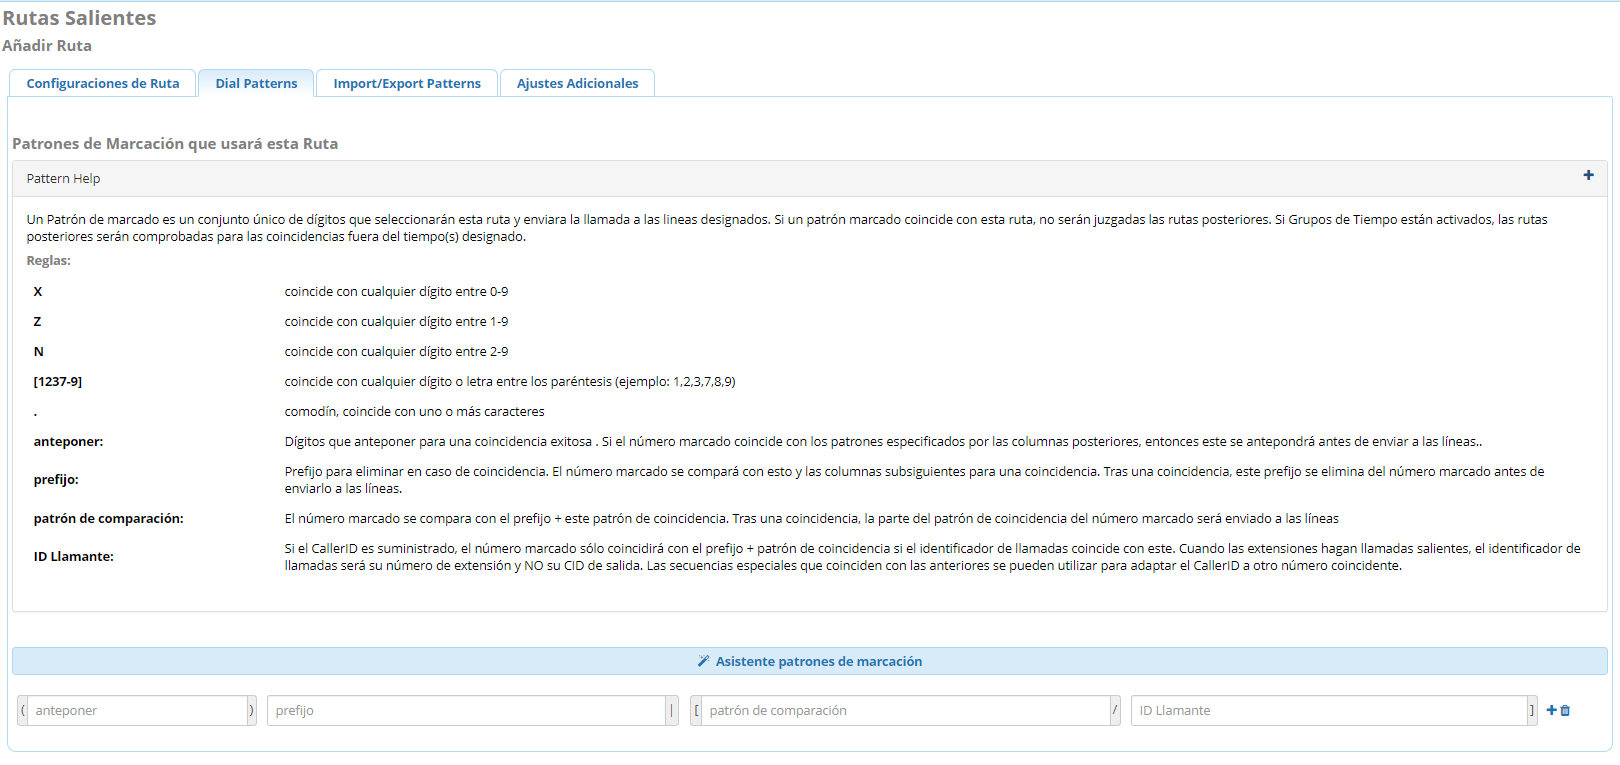 Rutas Salientes
Añadir Ruta
Configuraciones de Ruta
Dial Patterns
Import/Export Patterns
Ajustes Adicionales
Patrones de Marcación que usará esta Ruta
Pattern Help
Un Patrón de marcado es un conjunto único de dígitos que seleccionarán esta ruta y enviara la llamada a las lineas designados. Si un patrón marcado coincide con esta ruta, no serán juzgadas las rutas posteriores. Si Grupos de Tiempo están activados, las rutas
posteriores serán comprobadas para las coincidencias fuera del tiempo(s) designado.
Reglas:
X coincide con cualquier dígito entre 0-9
Z coincide con cualquier dígito entre 1-9
N coincide con cualquier dígito entre 2-9
[1237-9] coincide con cualquier dígito o letra entre los paréntesis (ejemplo: 1,2,3,7,8,9)
. comodín, coincide con uno o más caracteres
anteponer: Dígitos que anteponer para una coincidencia exitosa . Si el número marcado coincide con los patrones especificados por las columnas posteriores, entonces este se antepondrá antes de enviar a las líneas..
prefijo: Prefijo para eliminar en caso de coincidencia. El número marcado se compará con esto y las columnas subsiguientes para una coincidencia. Tras una coincidencia, este prefijo se elimina del número marcado antes de
enviarlo a las líneas.
patrón de comparación: El número marcado se compara con el prefijo + este patrón de coincidencia. Tras una coincidencia, la parte del patrón de coincidencia del número marcado será enviado a las líneas
ID Llamante: Si el CallerID es suministrado, el número marcado sólo coincidirá con el prefijo + patrón de coincidencia si el identificador de llamadas coincide con este. Cuando las extensiones hagan llamadas salientes, el identificador de
llamadas será su número de extensión y NO su CID de salida. Las secuencias especiales que coinciden con las anteriores se pueden utilizar para adaptar el CallerID a otro número coincidente.
Asistente patrones de marcación
( anteponer ) prefijo | [ patrón de comparación / ID Llamante ]